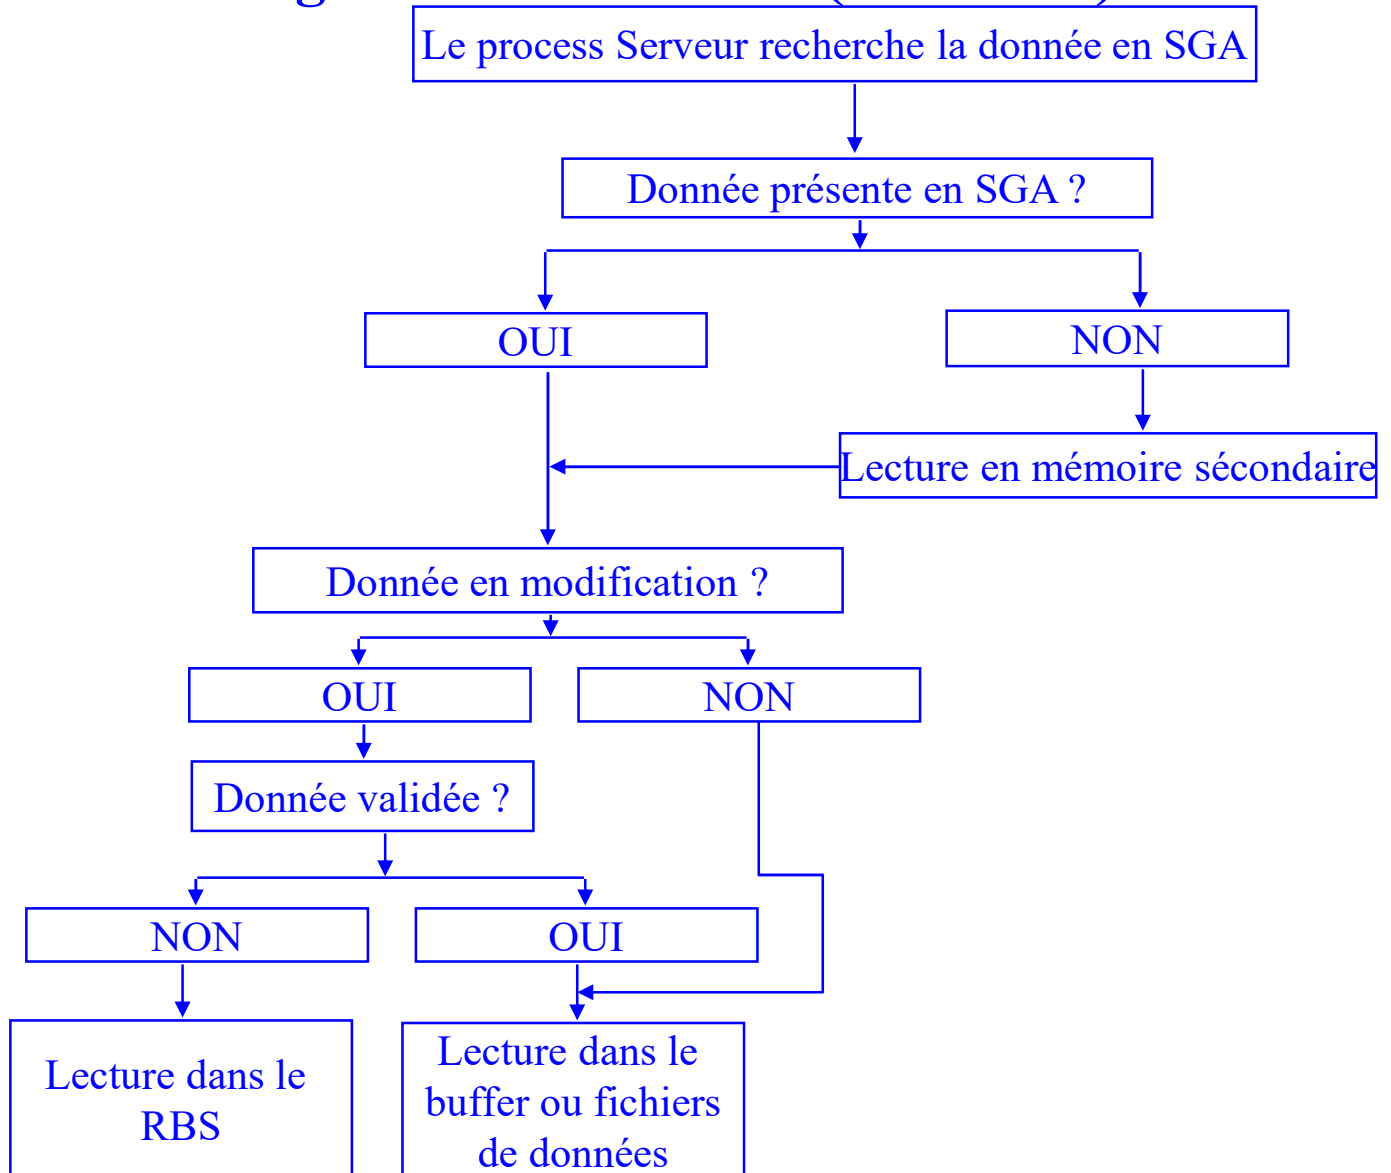 Le process Serveur recherche la donnée en SGA
Donnée présente en SGA ?
OUI
NON
Lecture en mémoire sécondaire
Donnée en modification ?
OUI
NON
Donnée validée ?
NON
OUI
Lecture dans le
RBS
Lecture dans le
buffer ou fichiers
de données